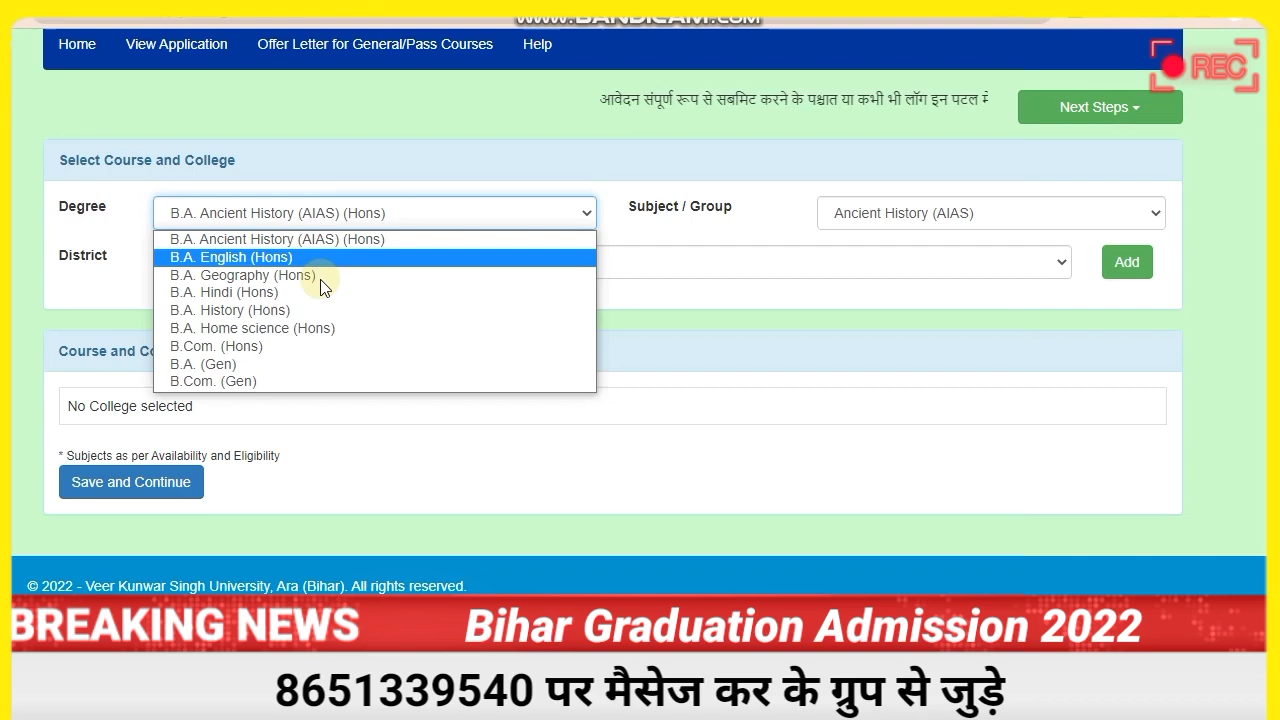 www.BANDICAM.com
Home View Application Offer Letter for General/Pass Courses Help
REC
आवेदन संपूर्ण रूप से सबमिट करने के पश्चात या कभी भी लॉग इन पटल में
Next Steps
Select Course and College
Degree B.A. Ancient History (AIAS) (Hons) Subject / Group Ancient History (AIAS)
B.A. Ancient History (AIAS) (Hons)
District B.A. English (Hons) Add
B.A. Geography (Hons)
B.A. Hindi (Hons)
B.A. History (Hons)
B.A. Home science (Hons)
Course and Co B.Com. (Hons)
B.A. (Gen)
B.Com. (Gen)
No College selected
* Subjects as per Availability and Eligibility
Save and Continue
© 2022 - Veer Kunwar Singh University, Ara (Bihar). All rights reserved.
BREAKING NEWS Bihar Graduation Admission 2022
8651339540 पर मैसेज कर के ग्रुप से जुड़े